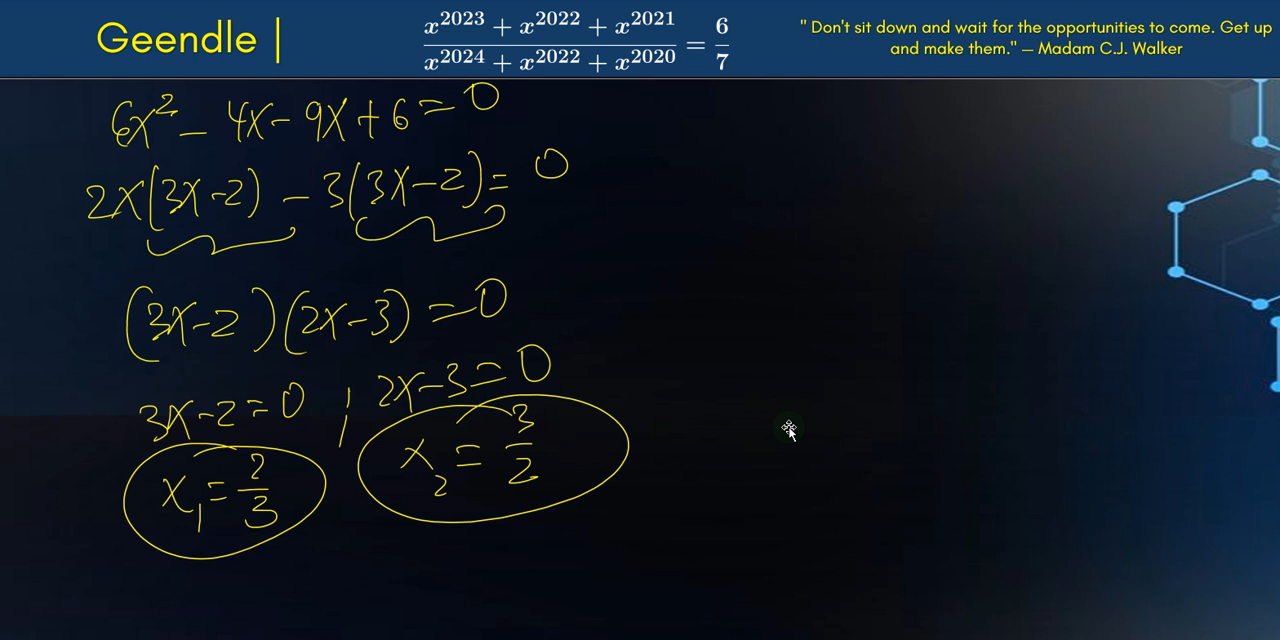 Geendle |
x^2023 + x^2022 + x^2021 / x^2024 + x^2022 + x^2020 = 6/7
" Don't sit down and wait for the opportunities to come. Get up
and make them." — Madam C.J. Walker
6x² - 4x - 9x + 6 = 0
2x(3x-2) - 3(3x-2) = 0
(3x-2)(2x-3) = 0
3x-2=0 ; 2x-3=0
x₁ = 2/3 x₂ = 3/2